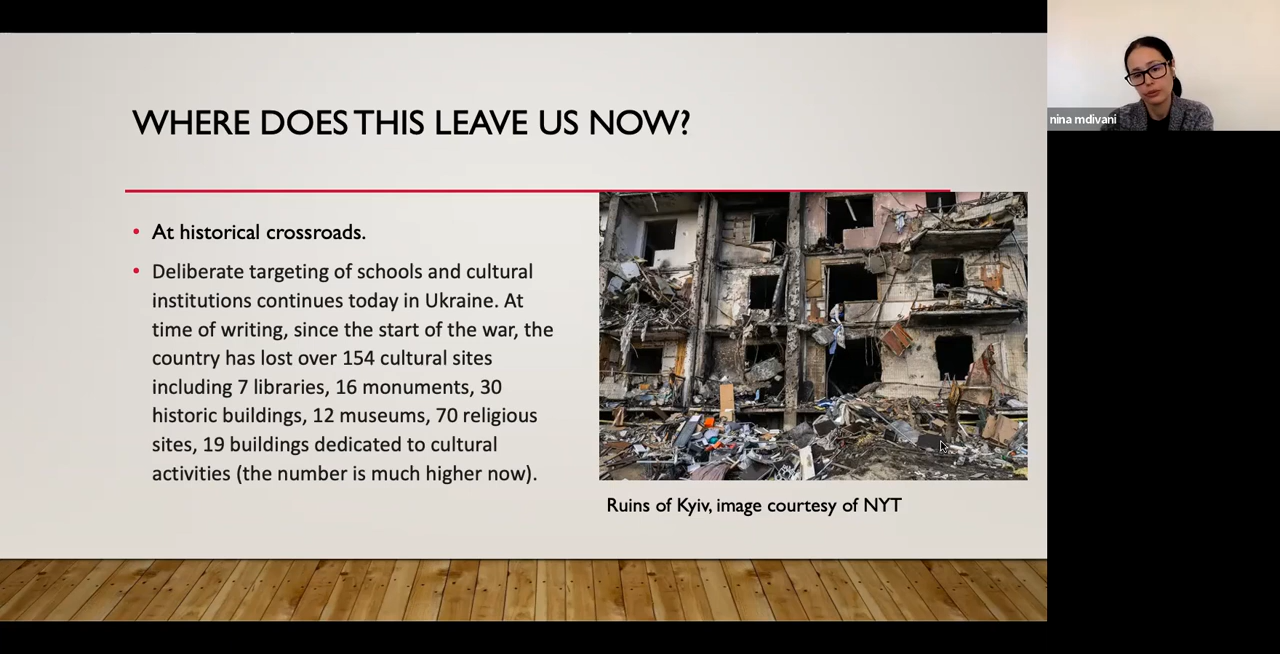 WHERE DOES THIS LEAVE US NOW?
nina mdivani
• At historical crossroads.
• Deliberate targeting of schools and cultural
institutions continues today in Ukraine. At
time of writing, since the start of the war, the
country has lost over 154 cultural sites
including 7 libraries, 16 monuments, 30
historic buildings, 12 museums, 70 religious
sites, 19 buildings dedicated to cultural
activities (the number is much higher now).
Ruins of Kyiv, image courtesy of NYT